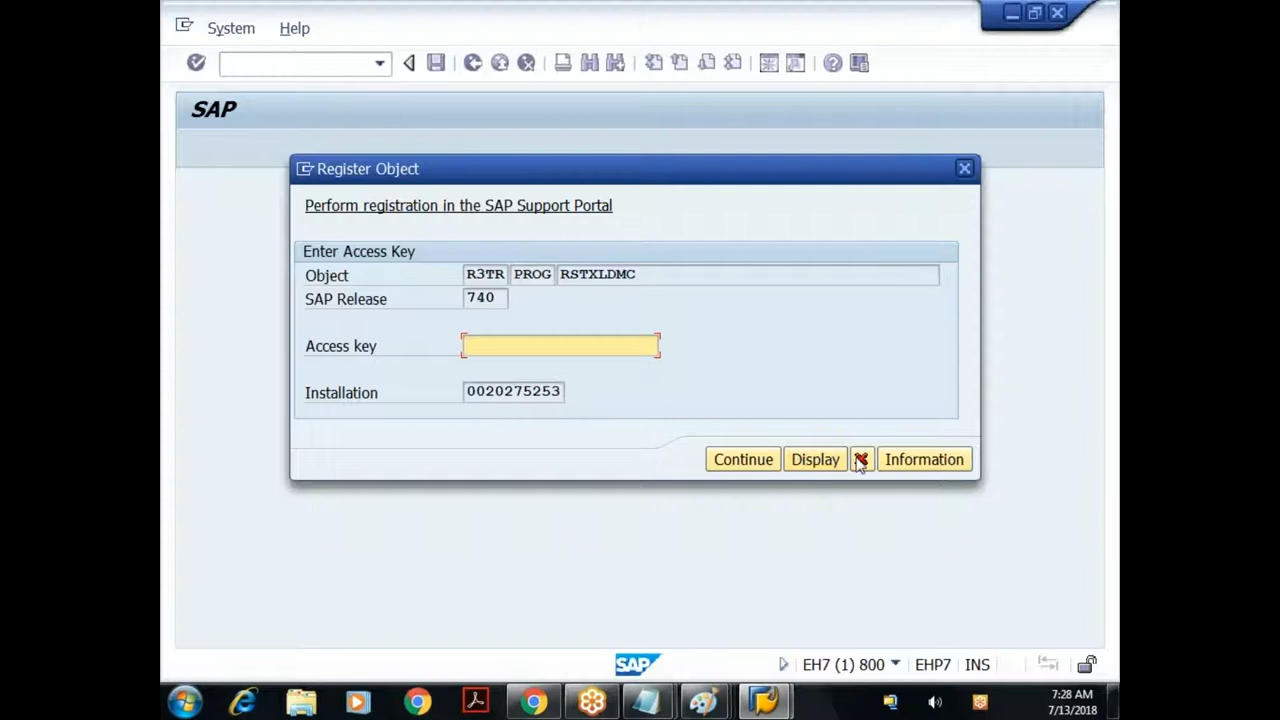 System Help
SAP
Register Object
Perform registration in the SAP Support Portal
Enter Access Key
Object R3TR PROG RSTXLDMC
SAP Release 740
Access key
Installation 0020275253
Continue Display Information
SAP EH7 (1) 800 EHP7 INS
7:28 AM
7/13/2018